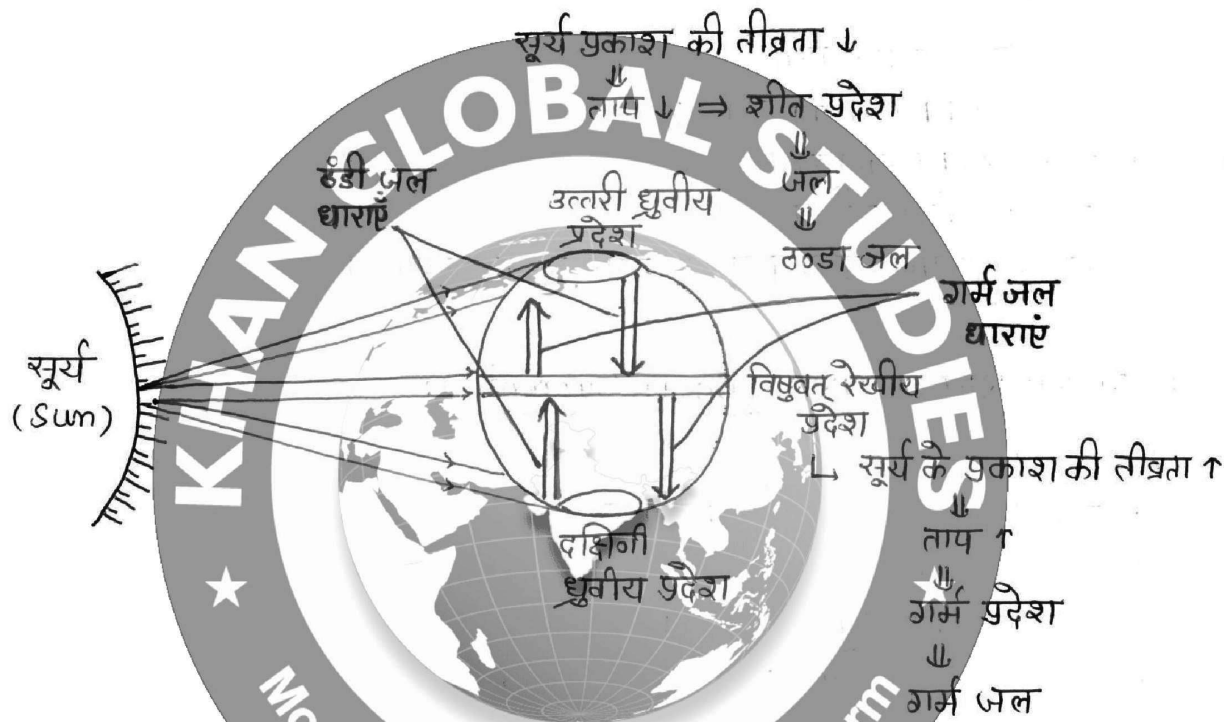 सूर्य प्रकाश की तीव्रता ↓
⇓
ताप ↓ ⇒ शीत प्रदेश
⇓
जल
⇓
ठण्डा जल
ठंडी जल
धाराएं
उत्तरी ध्रुवीय
प्रदेश
गर्म जल
धाराएं
सूर्य
(Sun)
विषुवत् रेखीय
प्रदेश
↳ सूर्य के प्रकाश की तीव्रता ↑
⇓
ताप ↑
⇓
गर्म प्रदेश
⇓
गर्म जल
दक्षिणी
ध्रुवीय प्रदेश
KHAN GLOBAL STUDIES